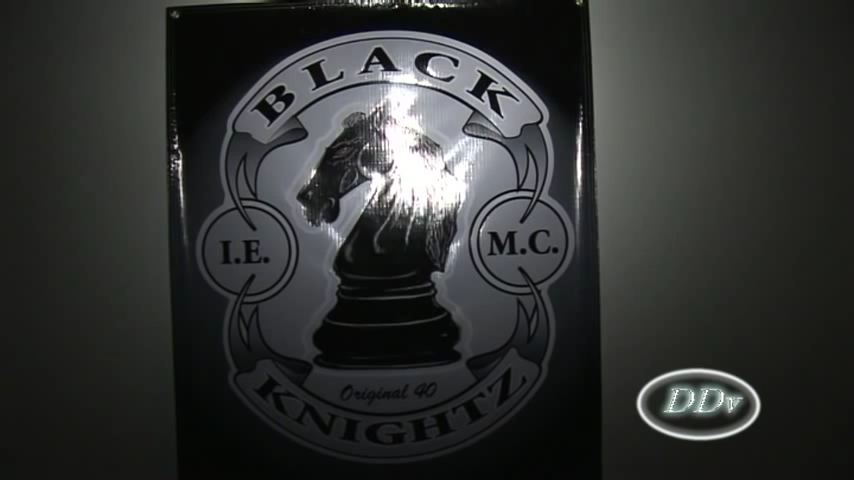 BLACK
I.E.
M.C.
Original 40
KNIGHTZ
DDv